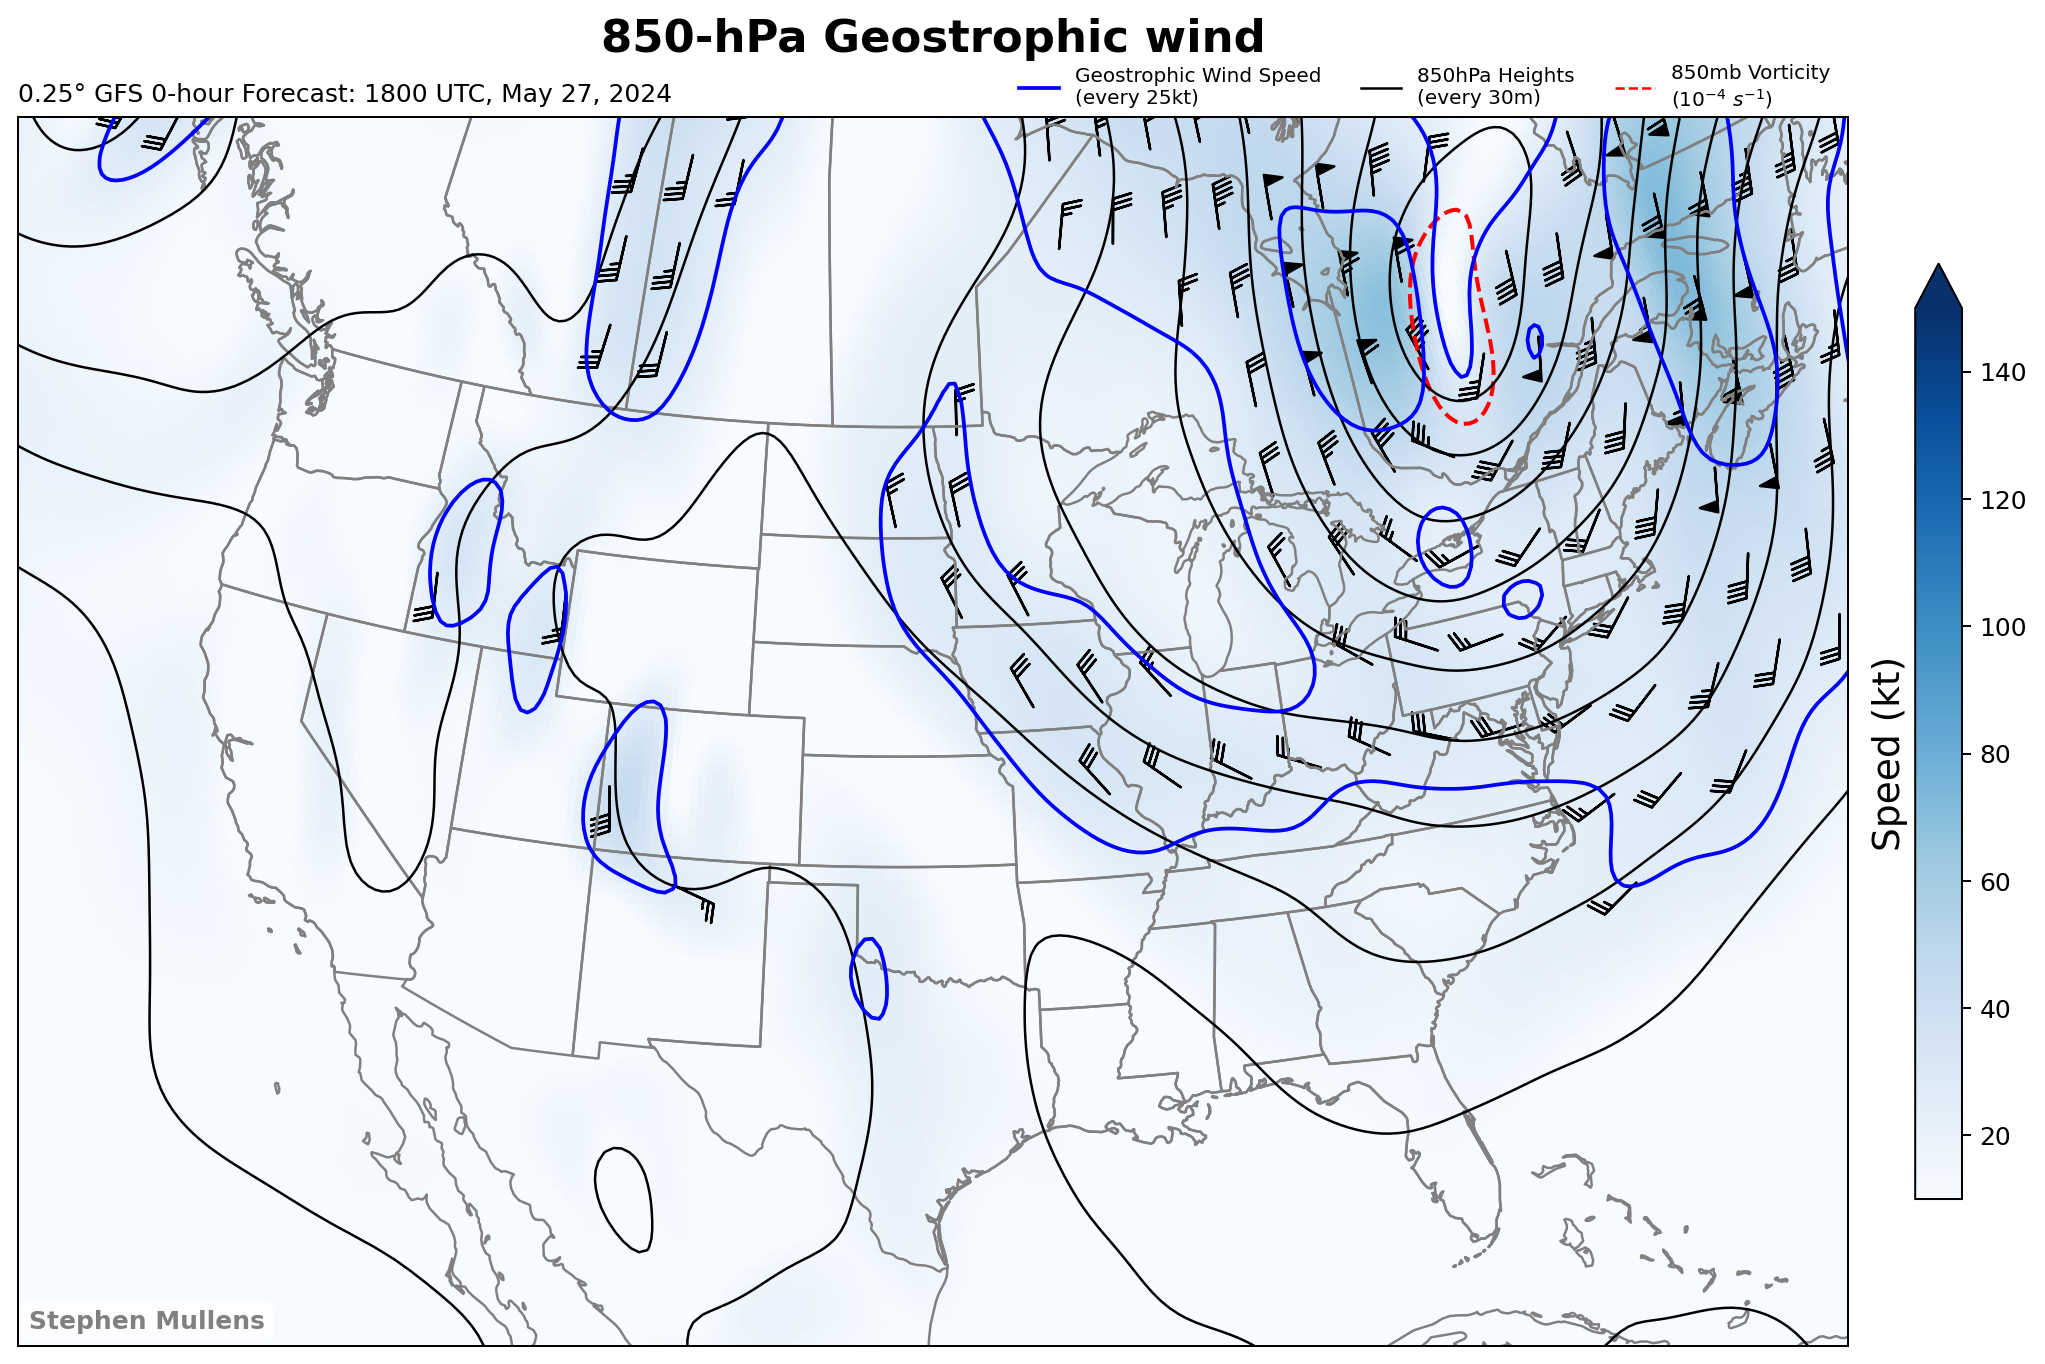 850-hPa Geostrophic wind
0.25° GFS 0-hour Forecast: 1800 UTC, May 27, 2024
Geostrophic Wind Speed
(every 25kt)
850hPa Heights
(every 30m)
850mb Vorticity
(10⁻⁴ s⁻¹)
140
120
100
80
60
40
20
Speed (kt)
Stephen Mullens